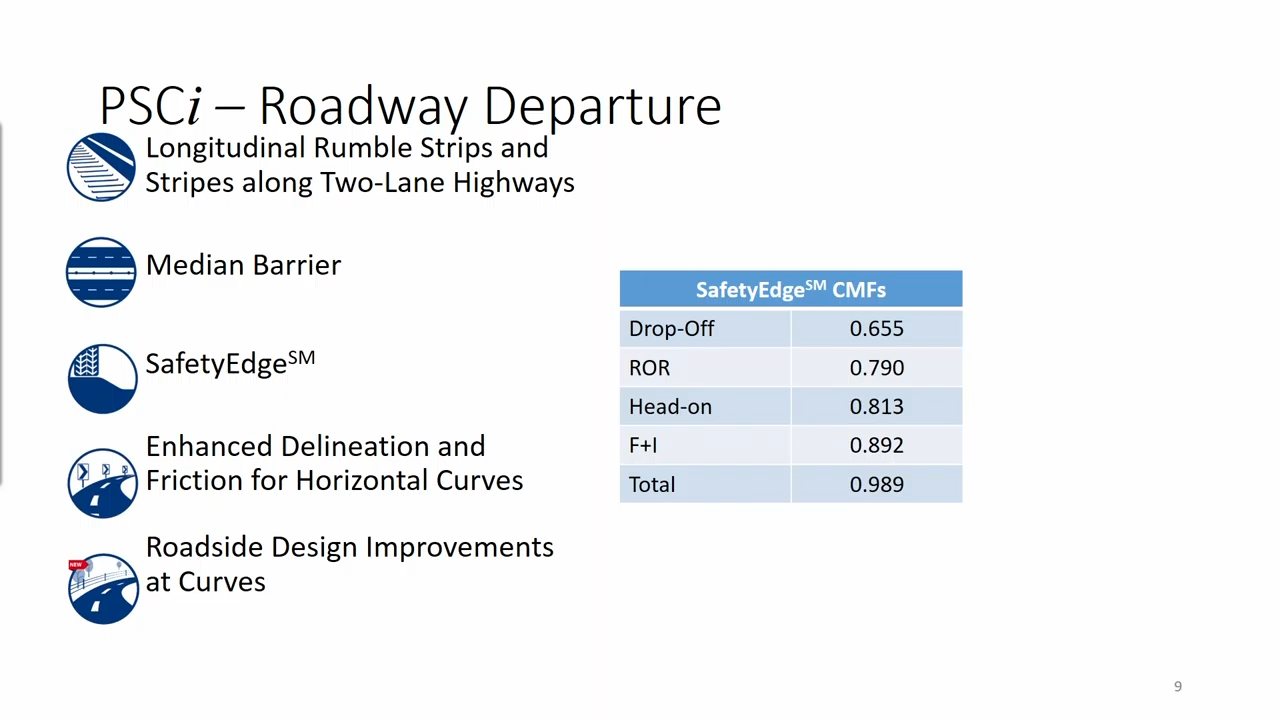 PSCi – Roadway Departure
Longitudinal Rumble Strips and
Stripes along Two-Lane Highways
Median Barrier
SafetyEdgeSM
Enhanced Delineation and
Friction for Horizontal Curves
NEW
Roadside Design Improvements
at Curves
SafetyEdgeSM CMFs
Drop-Off 0.655
ROR 0.790
Head-on 0.813
F+I 0.892
Total 0.989
9